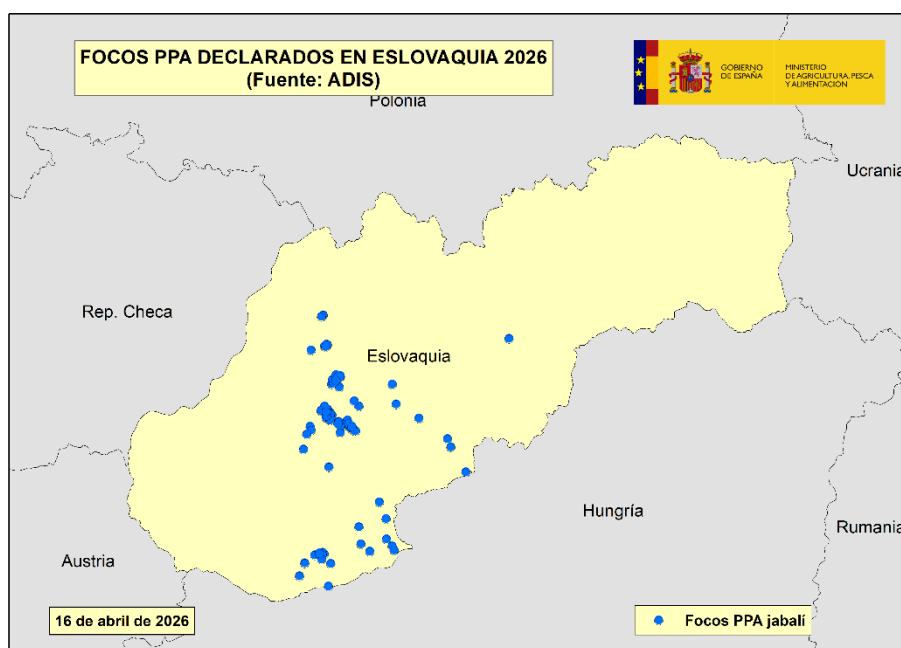 FOCOS PPA DECLARADOS EN ESLOVAQUIA 2026
(Fuente: ADIS)
GOBIERNO
DE ESPAÑA
MINISTERIO
DE AGRICULTURA, PESCA
Y ALIMENTACIÓN
Polonia
Ucrania
Rep. Checa
Eslovaquia
Hungría
Rumania
Austria
16 de abril de 2026
Focos PPA jabalí